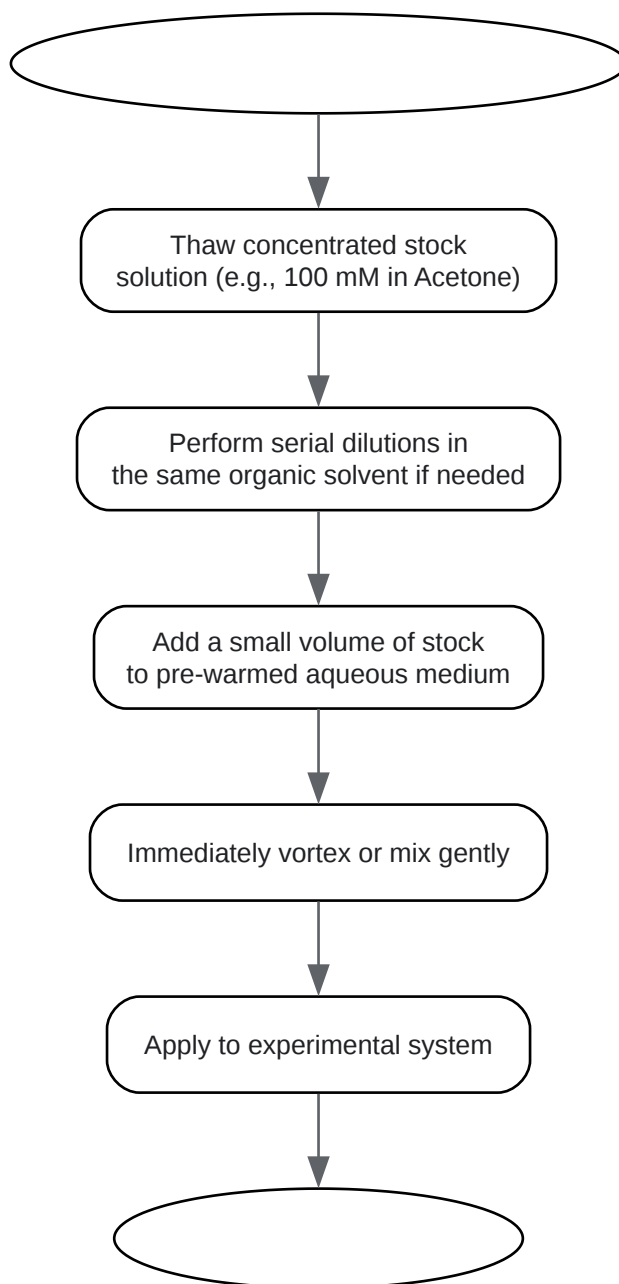 Thaw concentrated stock
solution (e.g., 100 mM in Acetone)
Perform serial dilutions in
the same organic solvent if needed
Add a small volume of stock
to pre-warmed aqueous medium
Immediately vortex or mix gently
Apply to experimental system